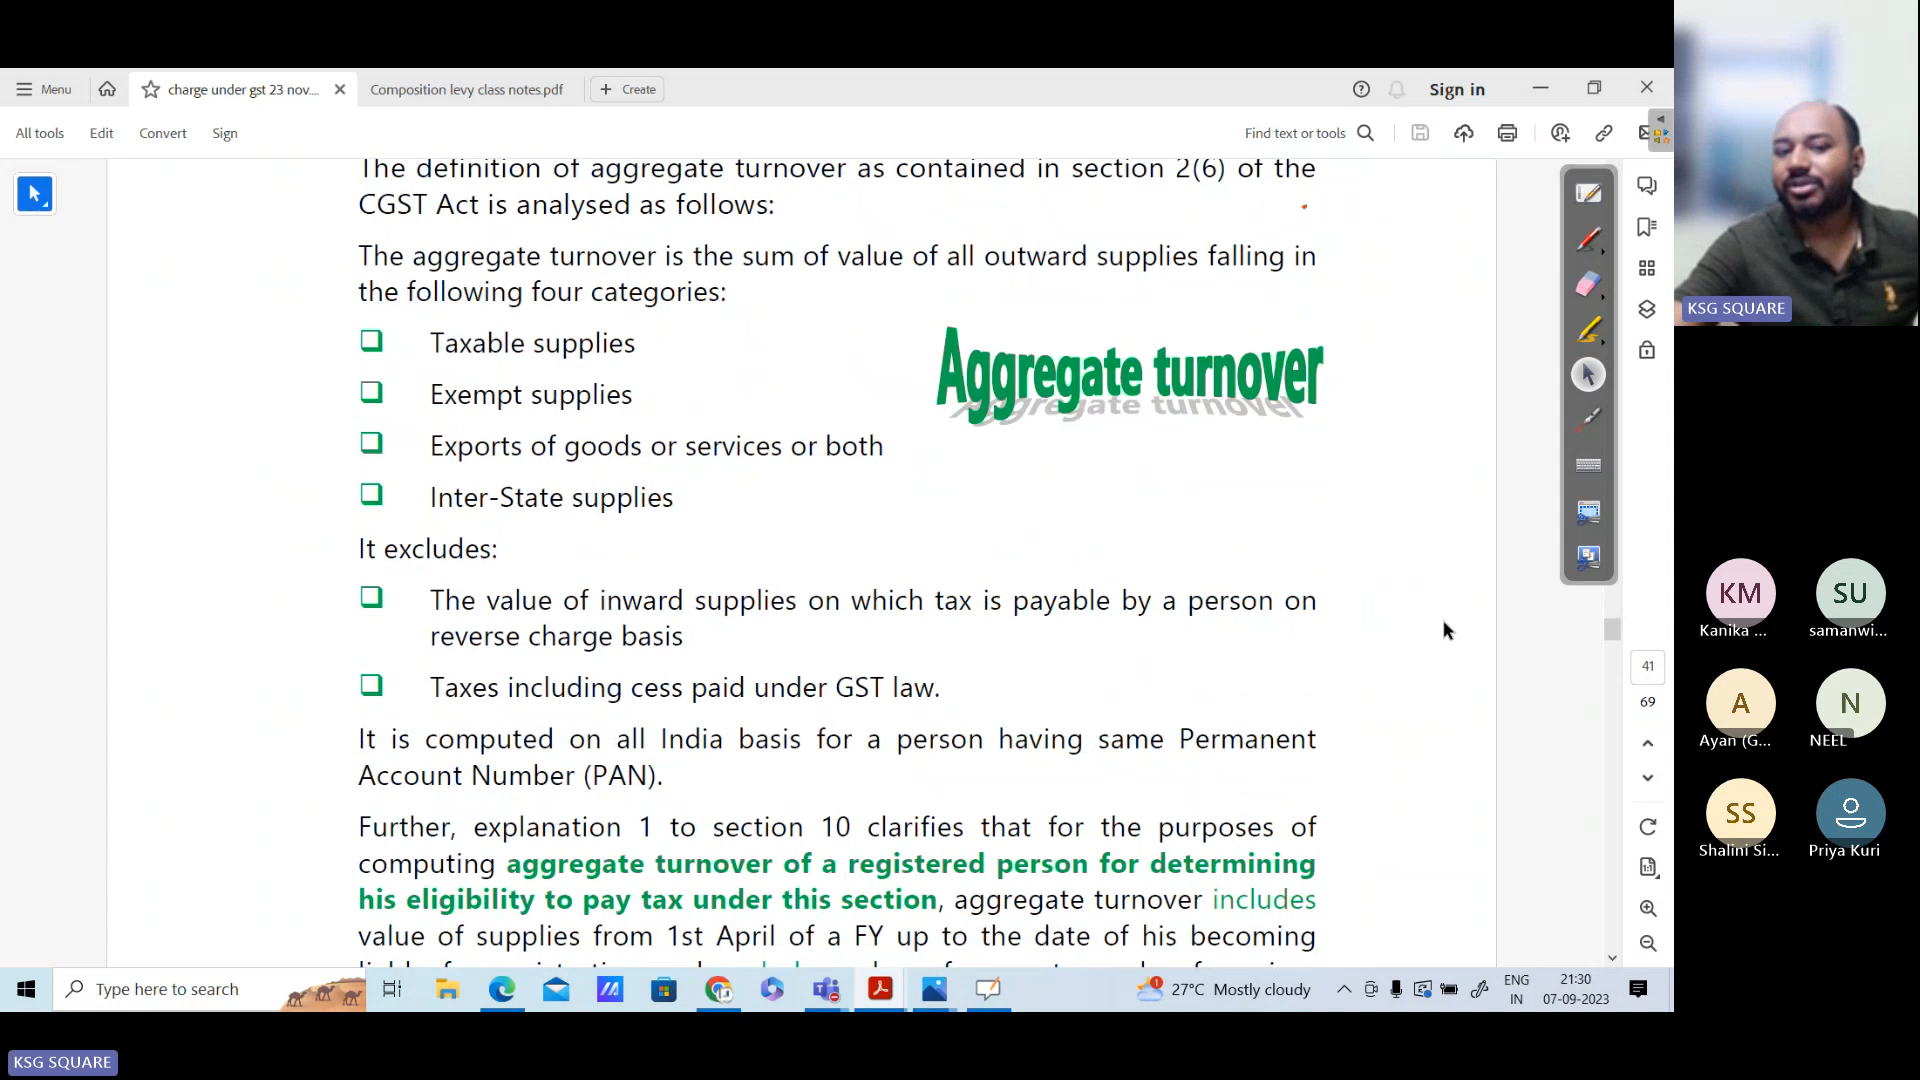 Menu
charge under gst 23 nov...
Composition levy class notes.pdf
Create
Sign in
All tools
Edit
Convert
Sign
Find text or tools
The definition of aggregate turnover as contained in section 2(6) of the
CGST Act is analysed as follows:
The aggregate turnover is the sum of value of all outward supplies falling in
the following four categories:
Taxable supplies
Aggregate turnover
Exempt supplies
Exports of goods or services or both
Inter-State supplies
It excludes:
The value of inward supplies on which tax is payable by a person on
reverse charge basis
Taxes including cess paid under GST law.
It is computed on all India basis for a person having same Permanent
Account Number (PAN).
Further, explanation 1 to section 10 clarifies that for the purposes of
computing aggregate turnover of a registered person for determining
his eligibility to pay tax under this section, aggregate turnover includes
value of supplies from 1st April of a FY up to the date of his becoming
41
69
Type here to search
1
27°C Mostly cloudy
ENG
IN
21:30
07-09-2023
KSG SQUARE
KM
Kanika ...
SU
samanwi...
A
Ayan (G...
N
NEEL
SS
Shalini Si...
Priya Kuri
KSG SQUARE